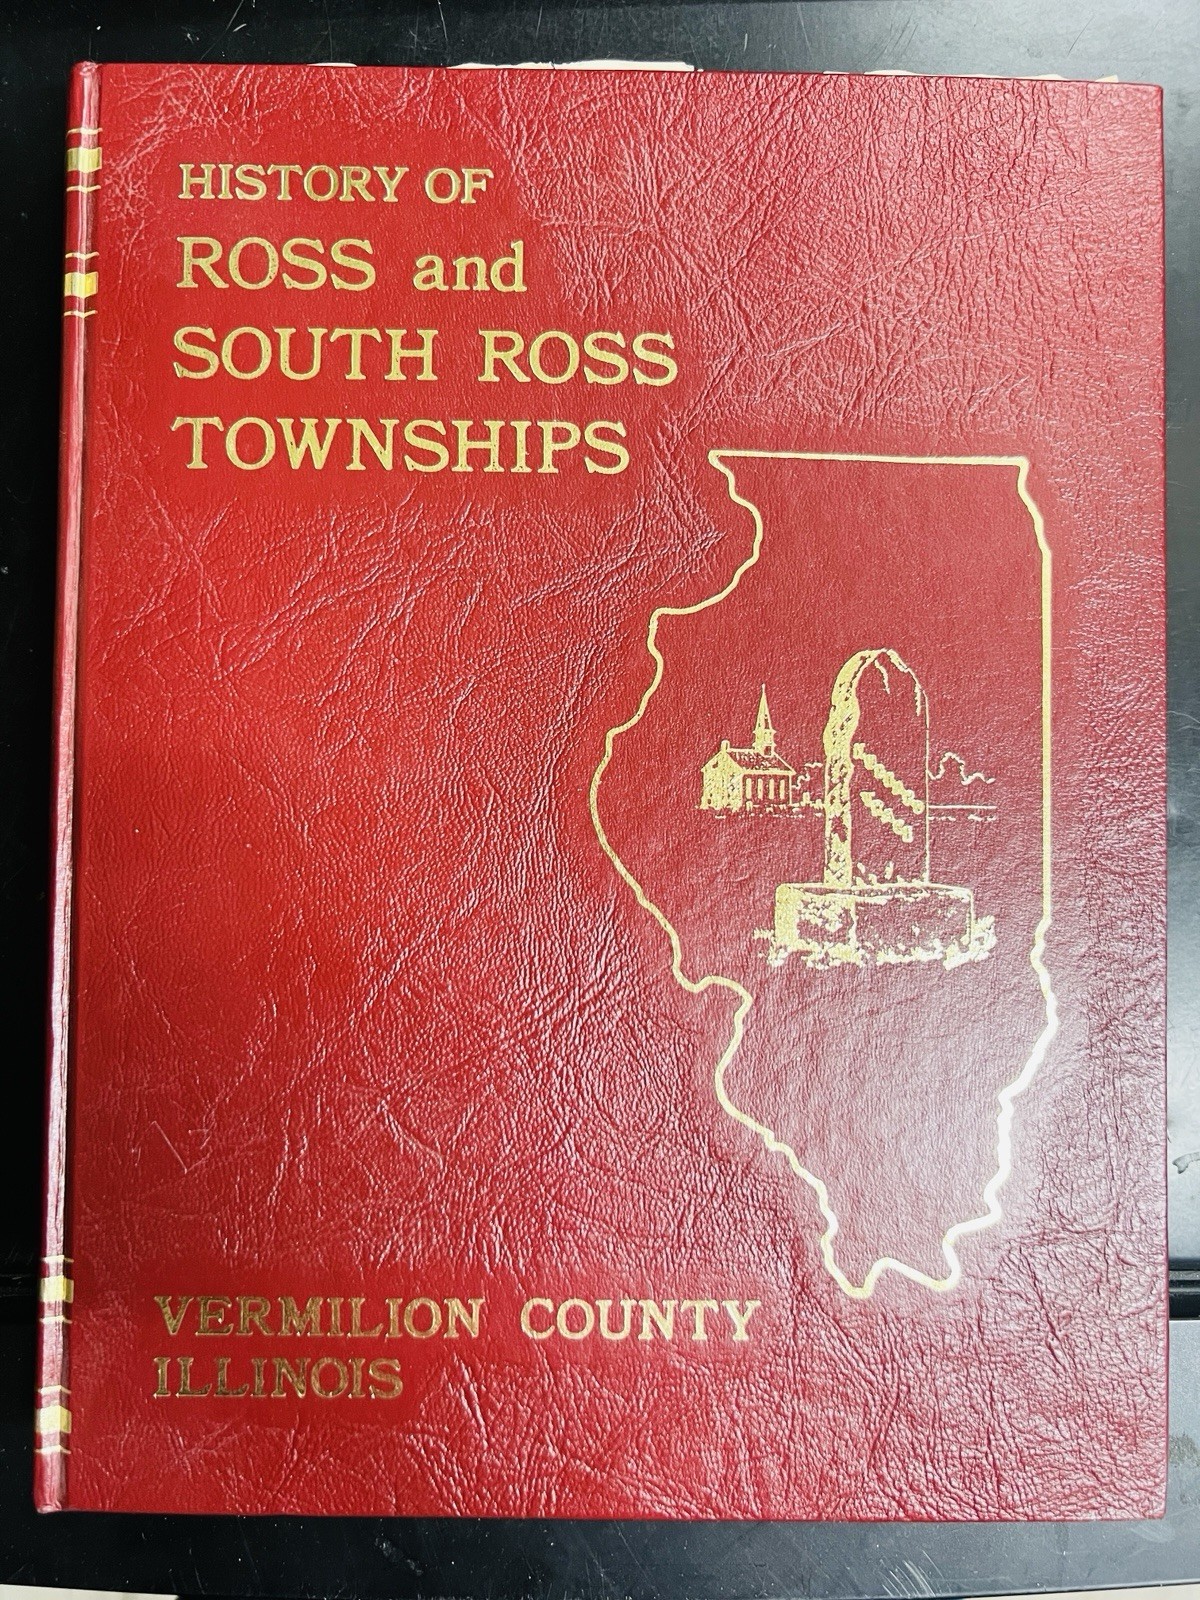 HISTORY OF
ROSS and
SOUTH ROSS
TOWNSHIPS
VERMILION COUNTY
ILLINOIS